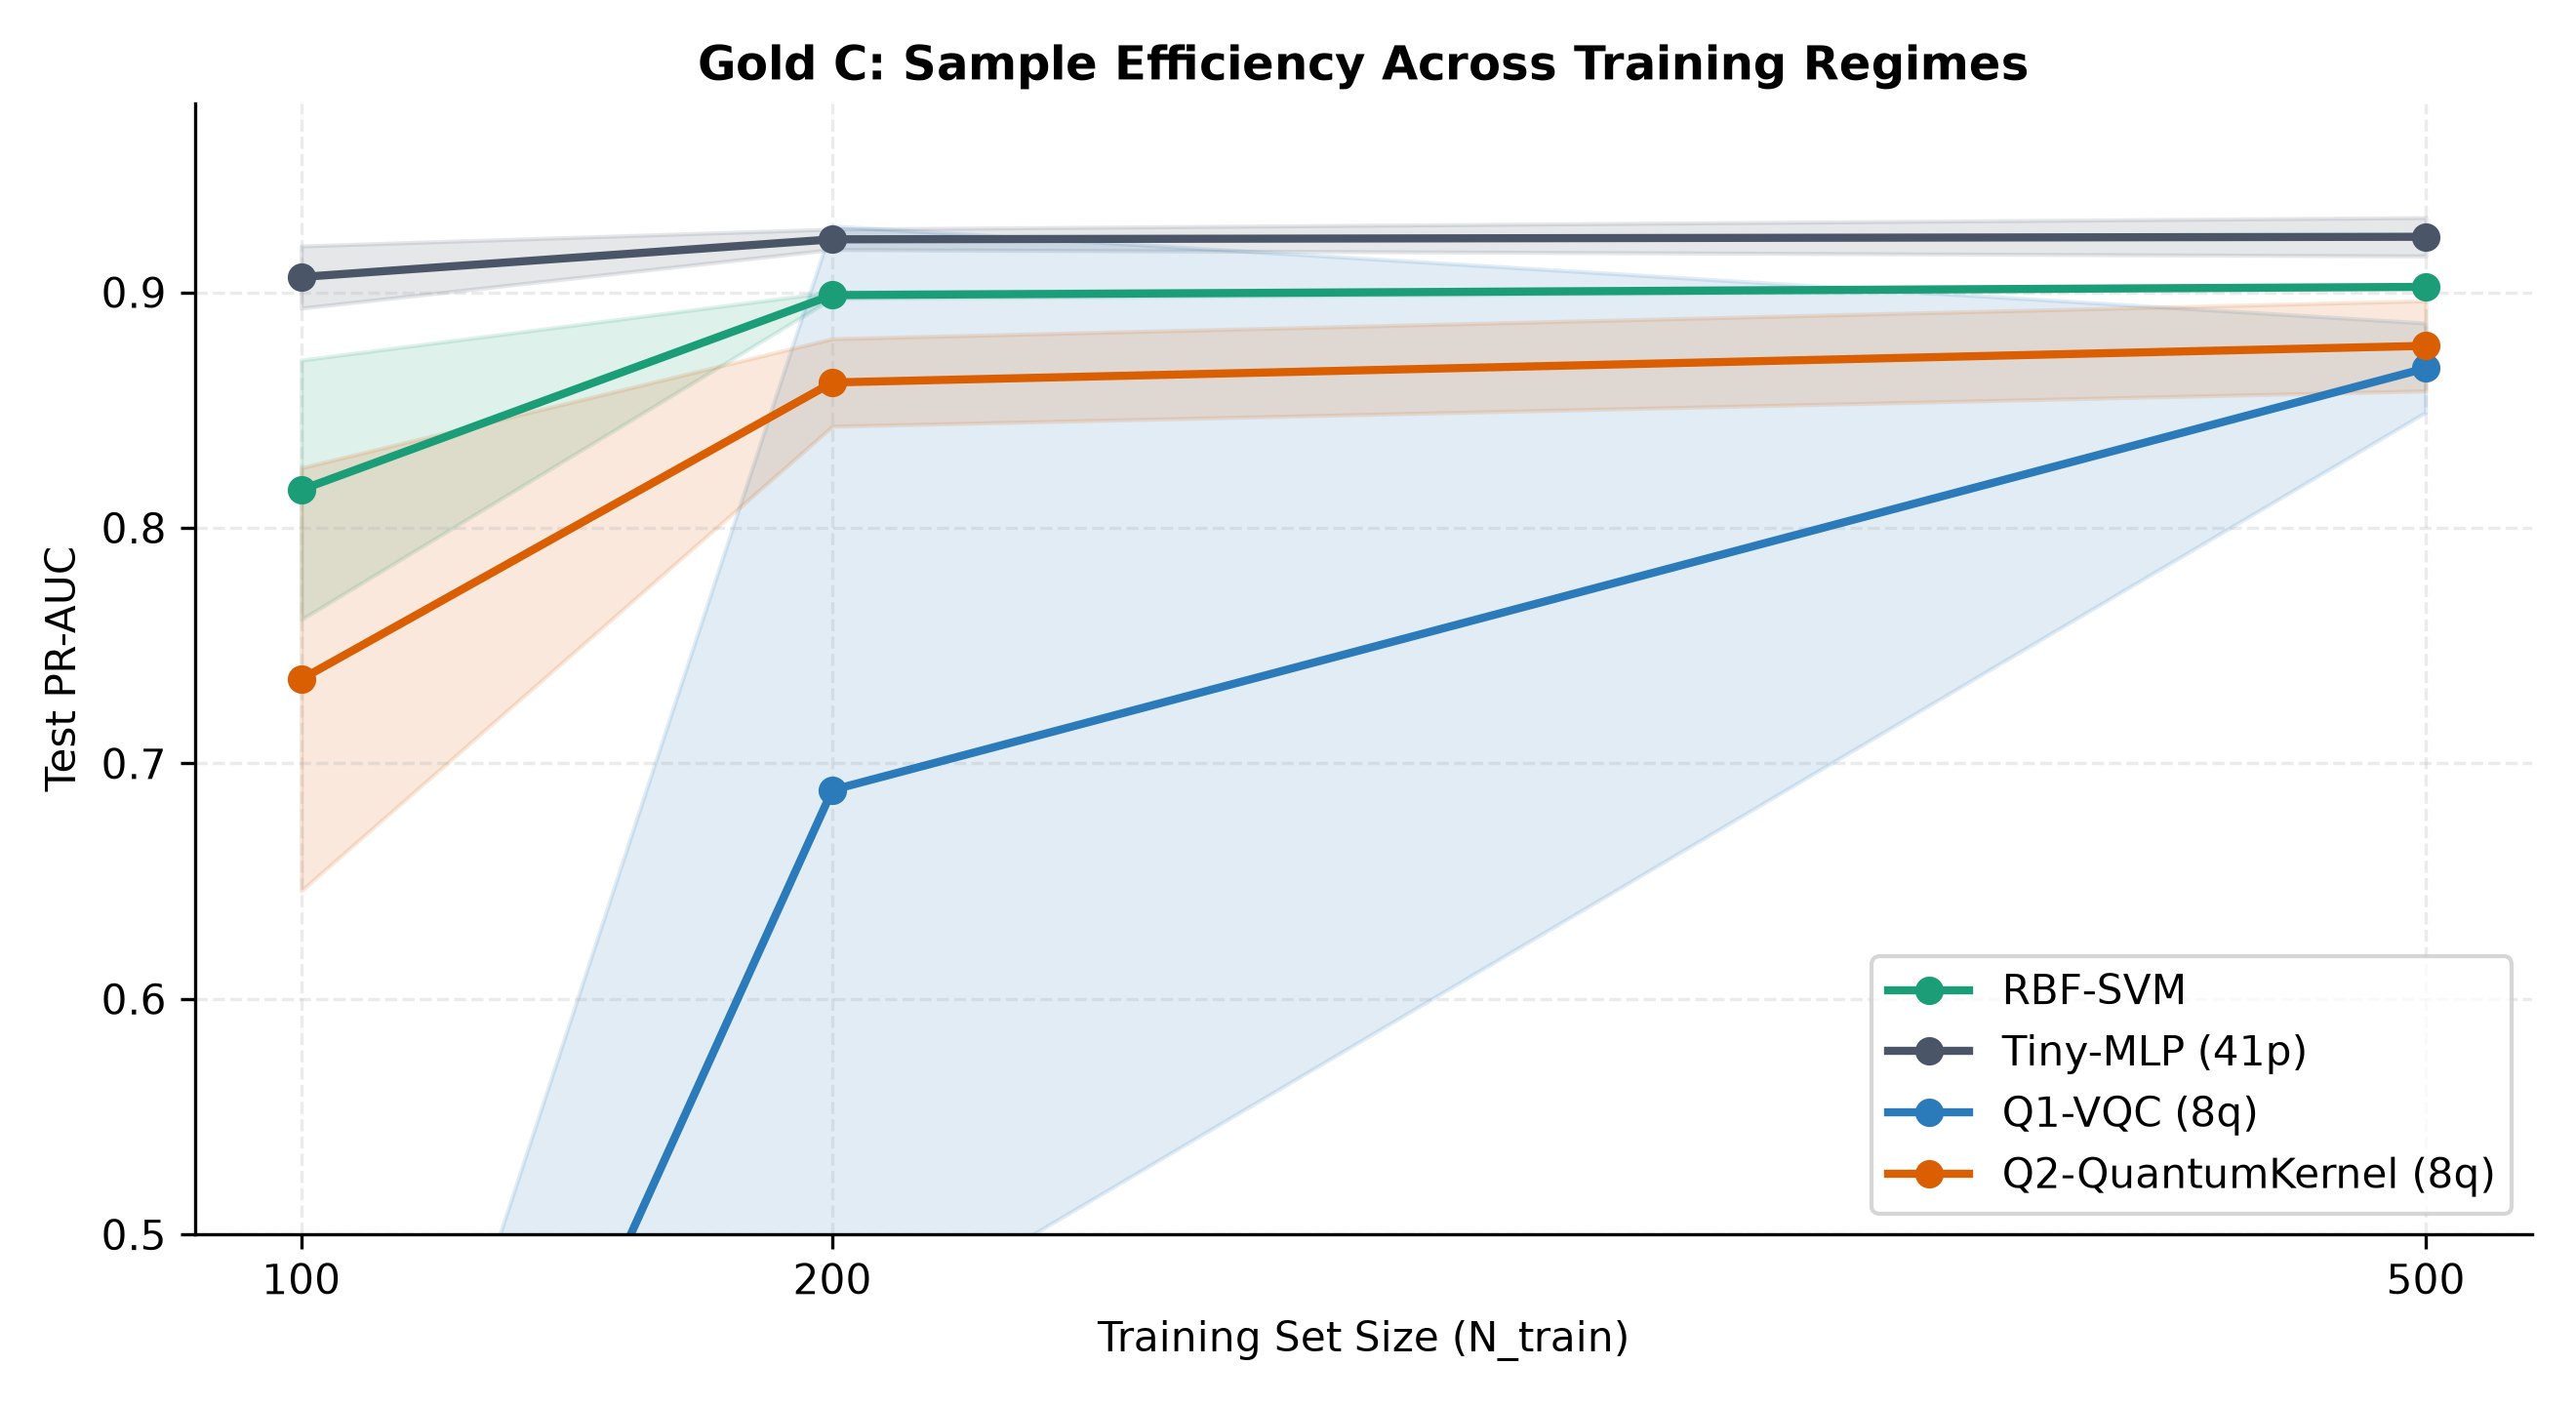 Gold C: Sample Efficiency Across Training Regimes
Test PR-AUC
0.9
0.8
0.7
0.6
0.5
100
200
500
Training Set Size (N_train)
RBF-SVM
Tiny-MLP (41p)
Q1-VQC (8q)
Q2-QuantumKernel (8q)